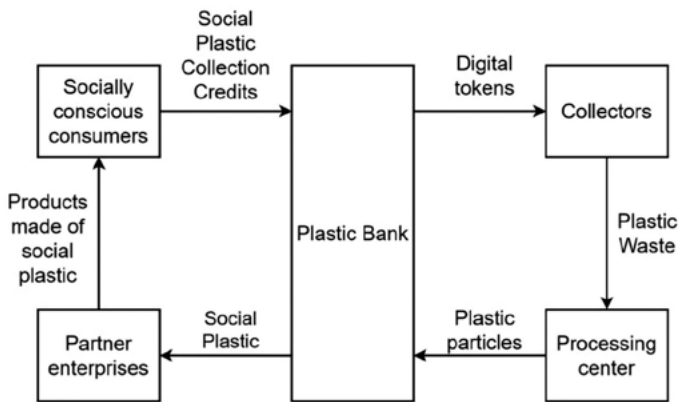 Social
Plastic
Collection
Credits
Socially
conscious
consumers
Digital
tokens
Collectors
Products
made of
social
plastic
Plastic Bank
Plastic
Waste
Partner
enterprises
Social
Plastic
Plastic
particles
Processing
center